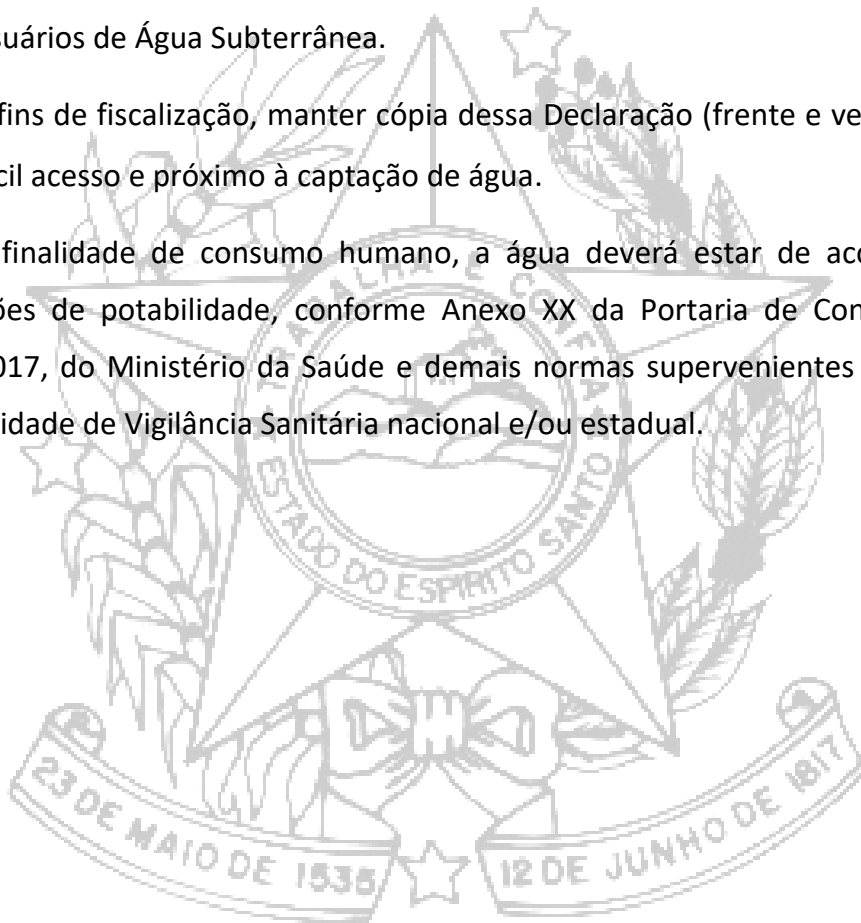 suários de Água Subterrânea.
fins de fiscalização, manter cópia dessa Declaração (frente e ve
cil acesso e próximo à captação de água.
finalidade de consumo humano, a água deverá estar de aco
ões de potabilidade, conforme Anexo XX da Portaria de Con
017, do Ministério da Saúde e demais normas supervenientes
idade de Vigilância Sanitária nacional e/ou estadual.
TRABALHA E CONFIA
ESTADO DO ESPIRITO SANTO
23 DE MAIO DE 1535
12 DE JUNHO DE 1817